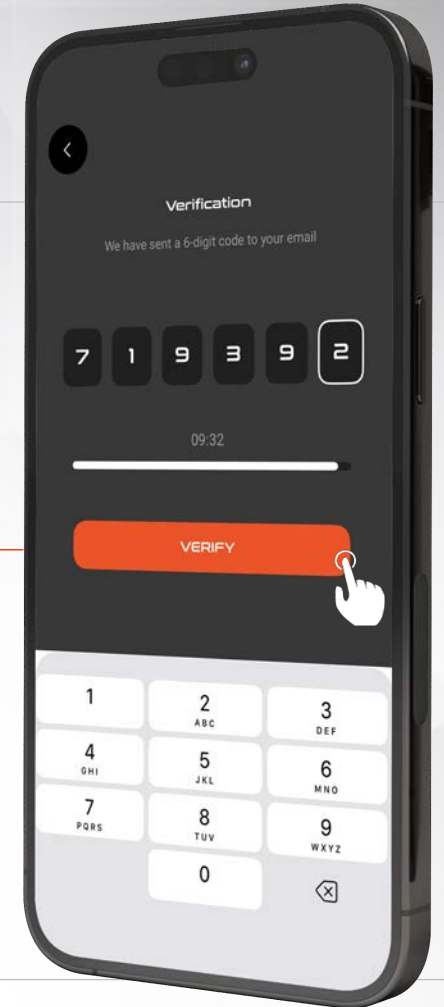 Verification
We have sent a 6-digit code to your email
7 1 9 3 9 2
09:32
VERIFY
1 2 3
ABC DEF
4 5 6
GHI JKL MNO
7 8 9
PQRS TUV WXYZ
0